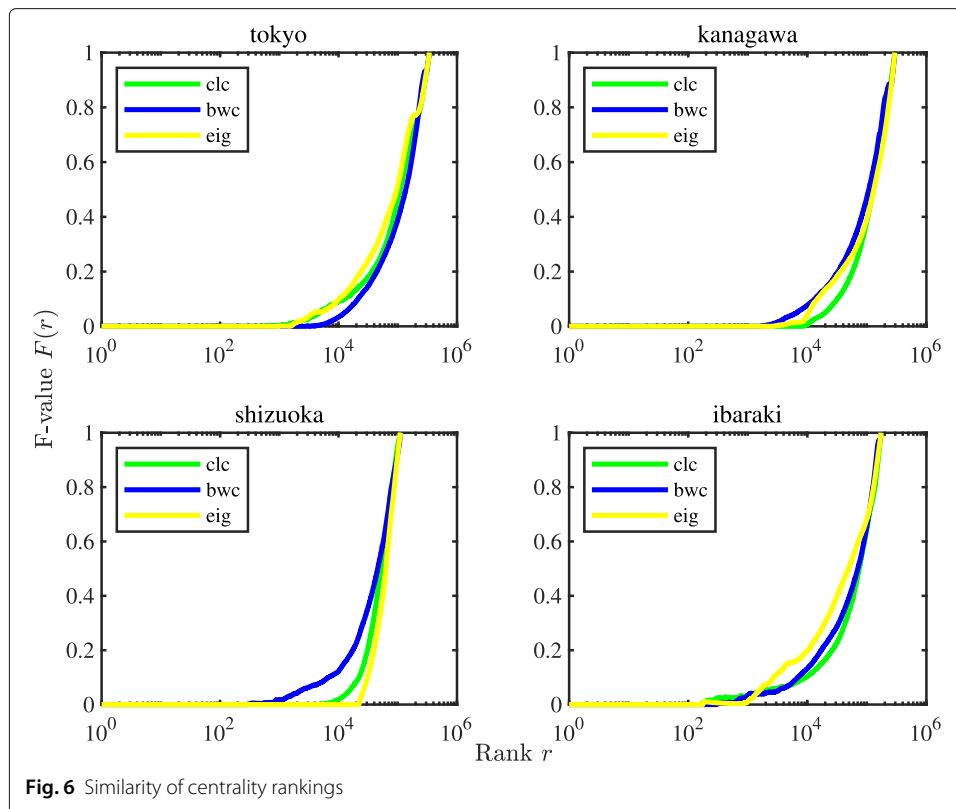 tokyo
1
0.8
0.6
0.4
0.2
0
clc
bwc
eig
10^0 10^2 10^4 10^6
kanagawa
1
0.8
0.6
0.4
0.2
0
clc
bwc
eig
10^0 10^2 10^4 10^6
F-value F(r)
shizuoka
1
0.8
0.6
0.4
0.2
0
clc
bwc
eig
10^0 10^2 10^4 10^6
ibaraki
1
0.8
0.6
0.4
0.2
0
clc
bwc
eig
10^0 10^2 10^4 10^6
Rank r
Fig. 6 Similarity of centrality rankings